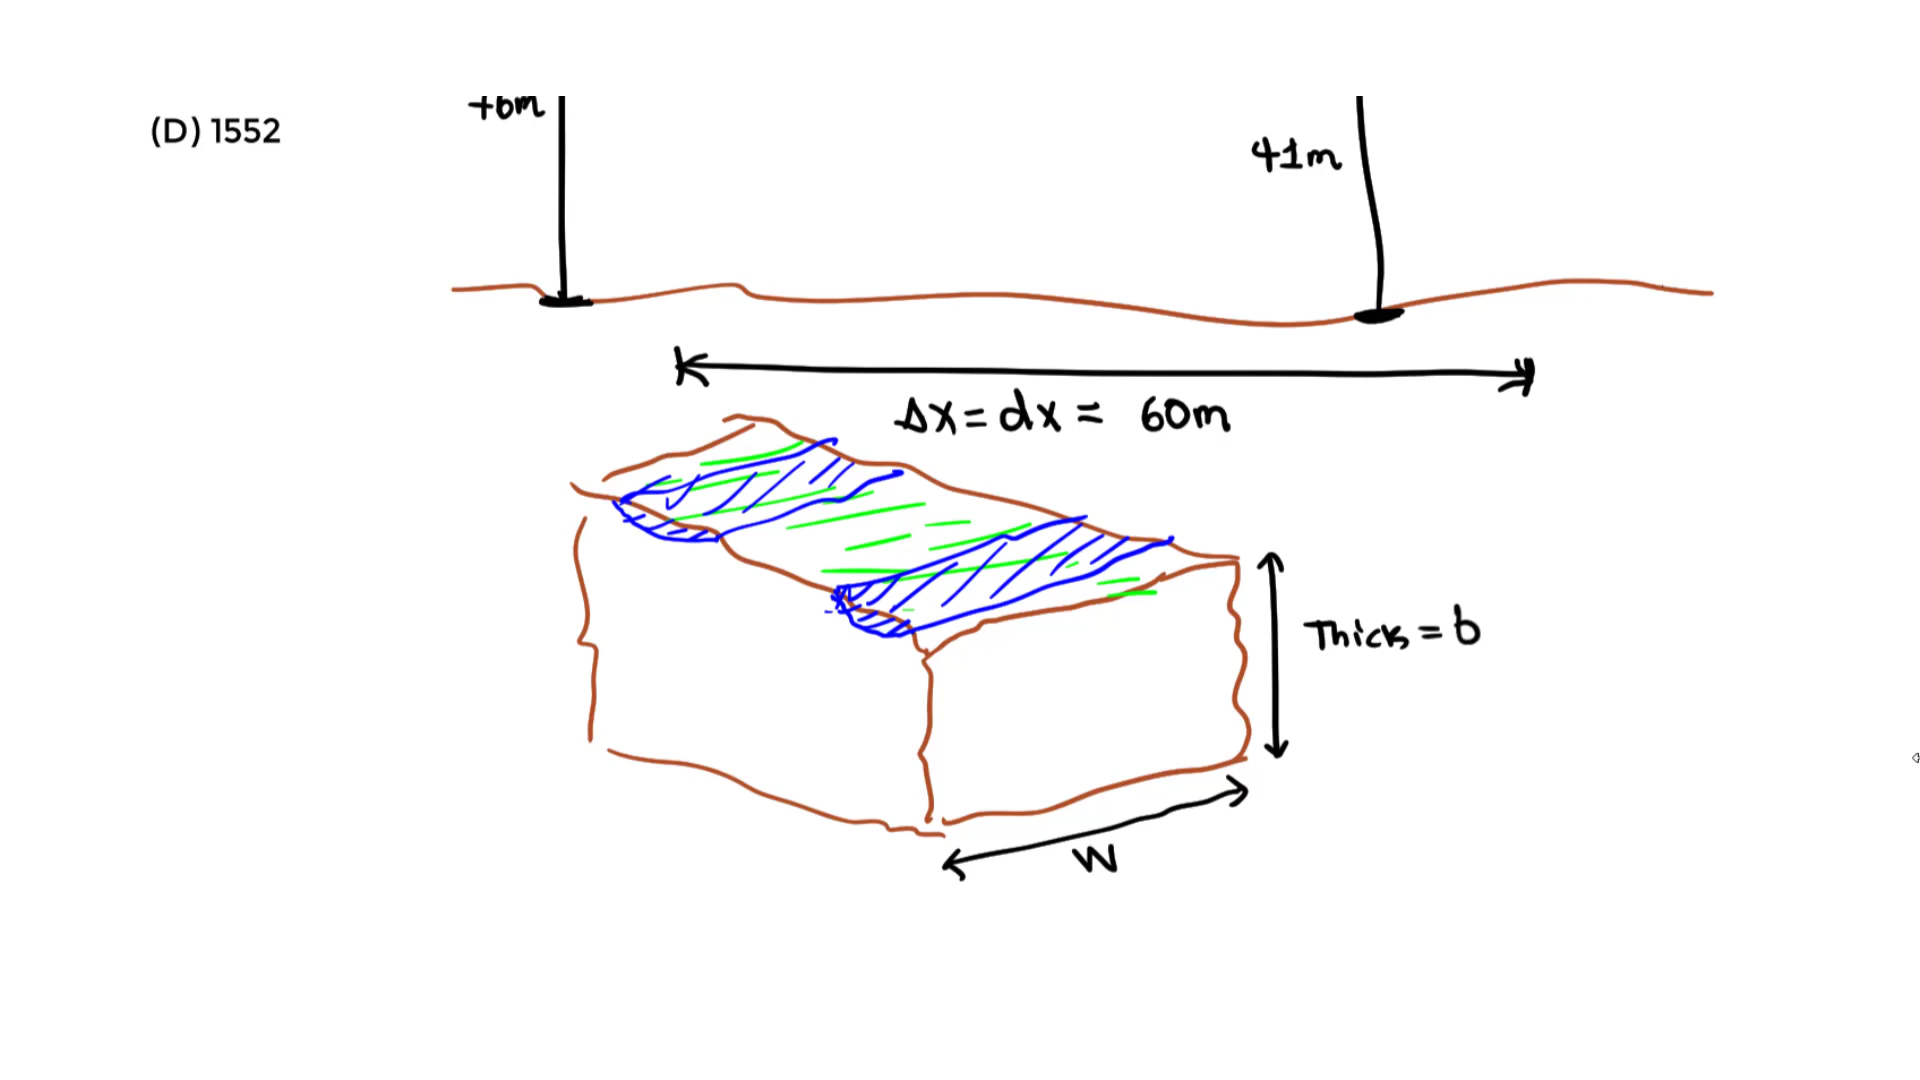 (D) 1552
41m
Δx = dx = 60m
Thick = b
W